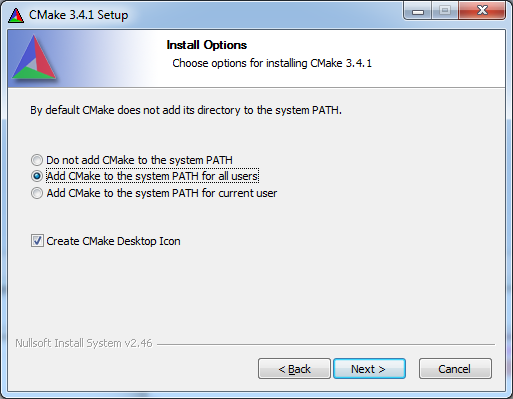 CMake 3.4.1 Setup
Install Options
Choose options for installing CMake 3.4.1
By default CMake does not add its directory to the system PATH.
Do not add CMake to the system PATH
Add CMake to the system PATH for all users
Add CMake to the system PATH for current user
Create CMake Desktop Icon
Nullsoft Install System v2.46
< Back Next > Cancel